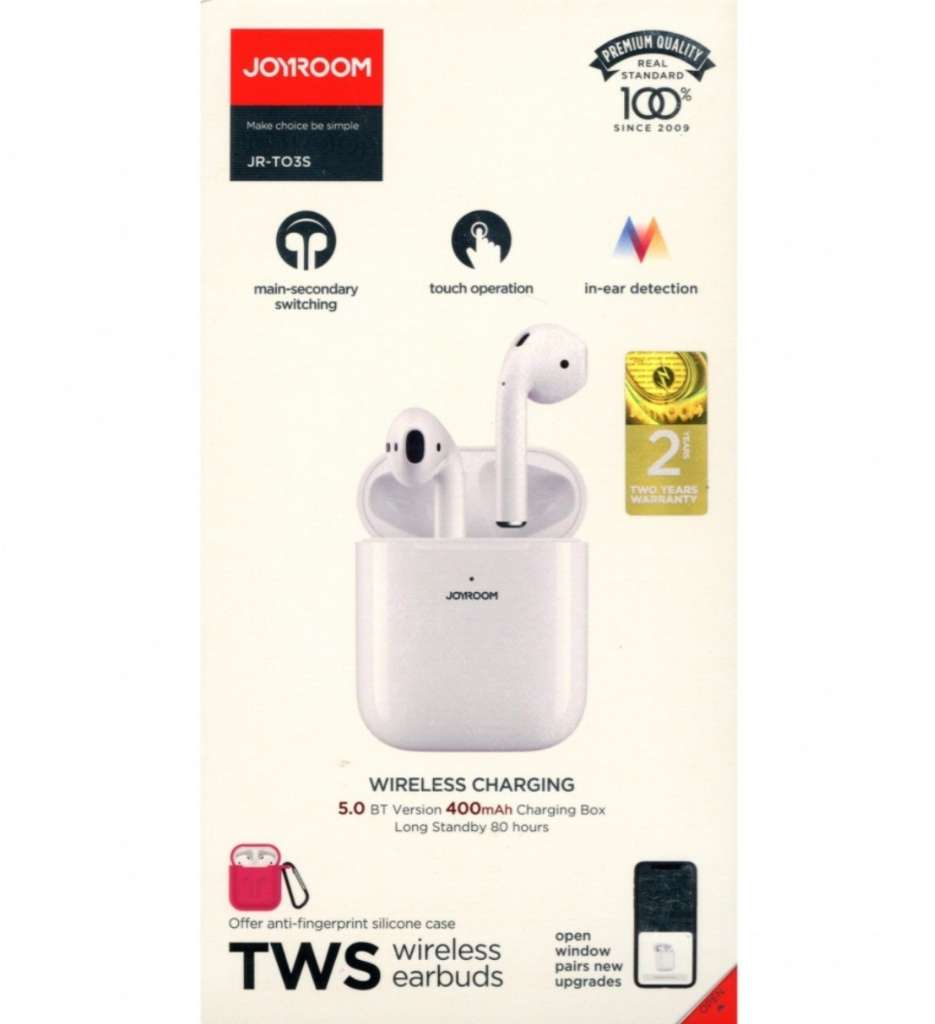 JOYROOM
Make choice be simple
JR-T03S
PREMIUM QUALITY
REAL
STANDARD
100%
SINCE 2009
main-secondary
switching
touch operation
in-ear detection
2 YEARS
TWO YEARS
WARRANTY
JOYROOM
WIRELESS CHARGING
5.0 BT Version 400mAh Charging Box
Long Standby 80 hours
Offer anti-fingerprint silicone case
TWS wireless
earbuds
open
window
pairs new
upgrades
OPEN